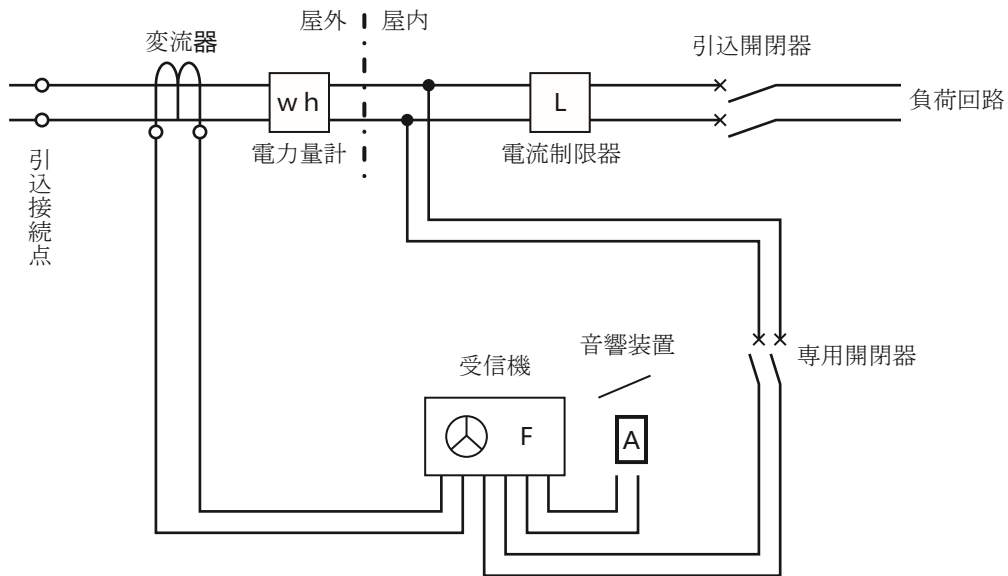 屋外
屋内
変流器
引込開閉器
wh
L
負荷回路
電力量計
電流制限器
引込接続点
専用開閉器
音響装置
受信機
F
A